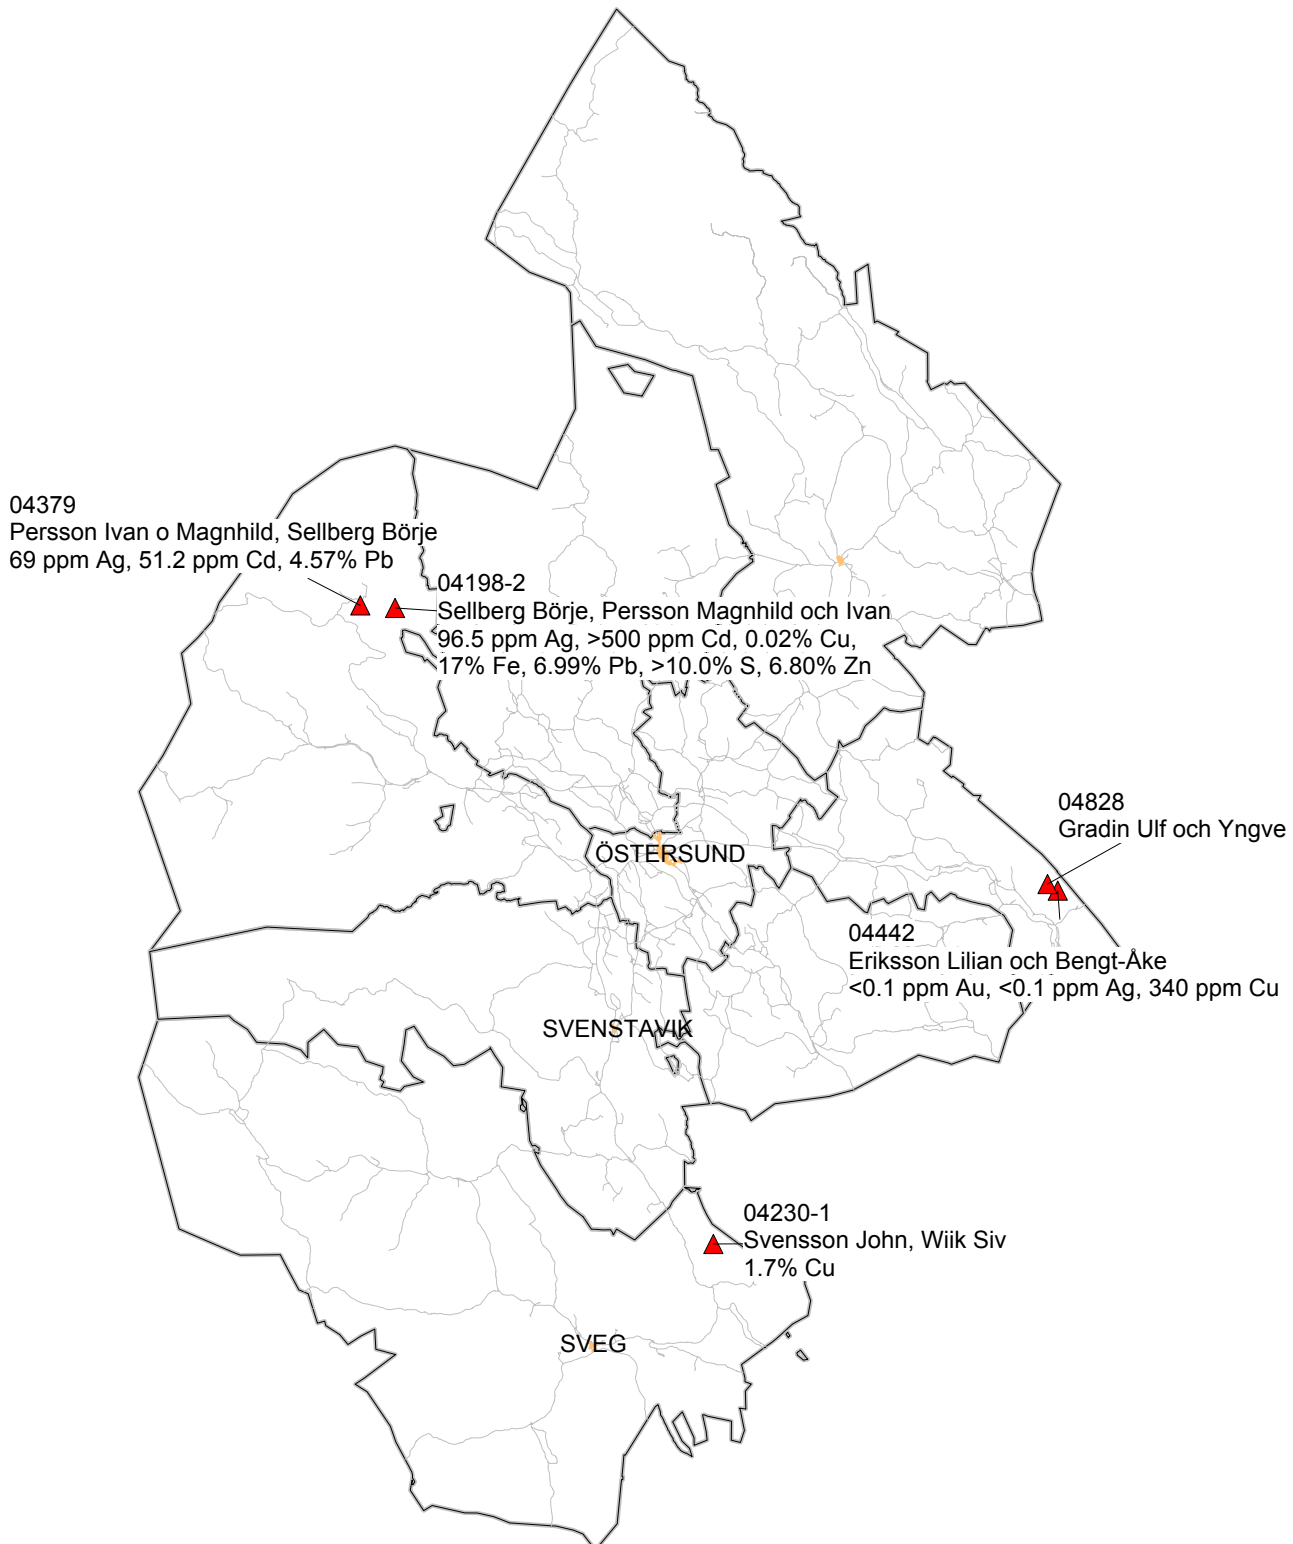 04379
Persson Ivan o Magnhild, Sellberg Börje
69 ppm Ag, 51.2 ppm Cd, 4.57% Pb
04198-2
Sellberg Börje, Persson Magnhild och Ivan
96.5 ppm Ag, >500 ppm Cd, 0.02% Cu,
17% Fe, 6.99% Pb, >10.0% S, 6.80% Zn
04828
Gradin Ulf och Yngve
ÖSTERSUND
04442
Eriksson Lilian och Bengt-Åke
<0.1 ppm Au, <0.1 ppm Ag, 340 ppm Cu
SVENSTAVIK
04230-1
Svensson John, Wiik Siv
1.7% Cu
SVEG